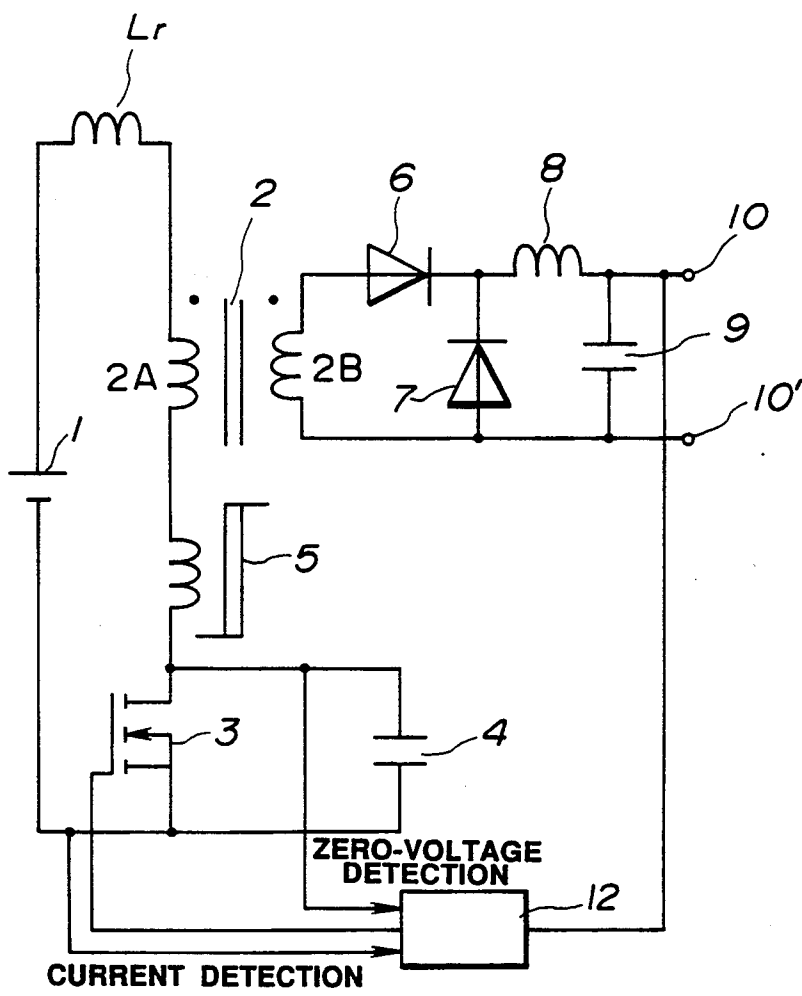 Lr
2
6
8
10
2A
2B
7
9
10'
1
5
3
4
ZERO-VOLTAGE
DETECTION
12
CURRENT DETECTION